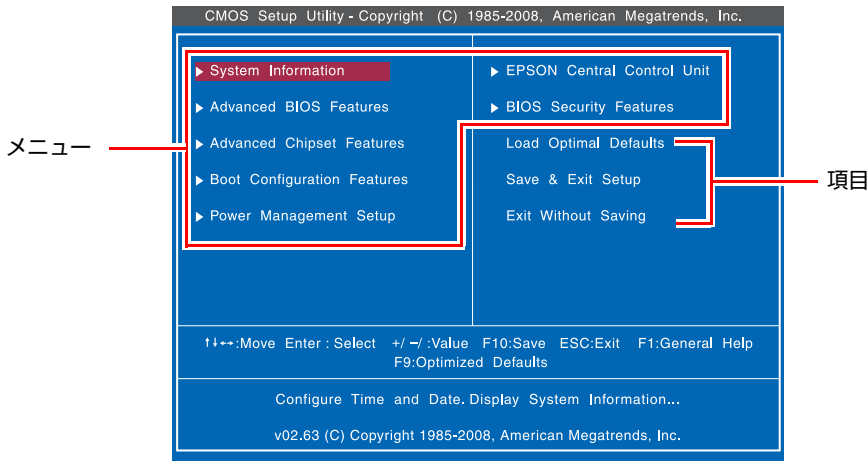 CMOS Setup Utility - Copyright (C) 1985-2008, American Megatrends, Inc.
System Information
Advanced BIOS Features
Advanced Chipset Features
Boot Configuration Features
Power Management Setup
EPSON Central Control Unit
BIOS Security Features
Load Optimal Defaults
Save & Exit Setup
Exit Without Saving
メニュー
項目
↑↓←→:Move Enter : Select +/ −/ :Value F10:Save ESC:Exit F1:General Help
F9:Optimized Defaults
Configure Time and Date. Display System Information...
v02.63 (C) Copyright 1985-2008, American Megatrends, Inc.